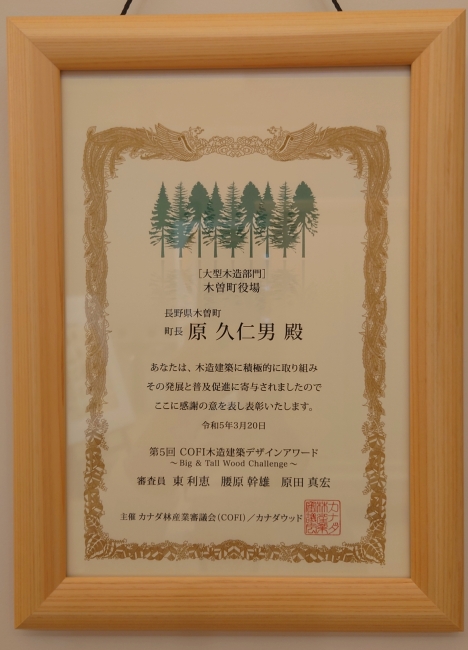 ［大型木造部門］
木曽町役場
長野県木曽町
町長 原 久仁男 殿
あなたは、木造建築に積極的に取り組み
その発展と普及促進に寄与されましたので
ここに感謝の意を表し表彰いたします。
令和5年3月20日
第5回 COFI木造建築デザインアワード
～Big & Tall Wood Challenge～
審査員 東 利恵 腰原 幹雄 原田 真宏
主催 カナダ林産業審議会（COFI）／カナダウッド